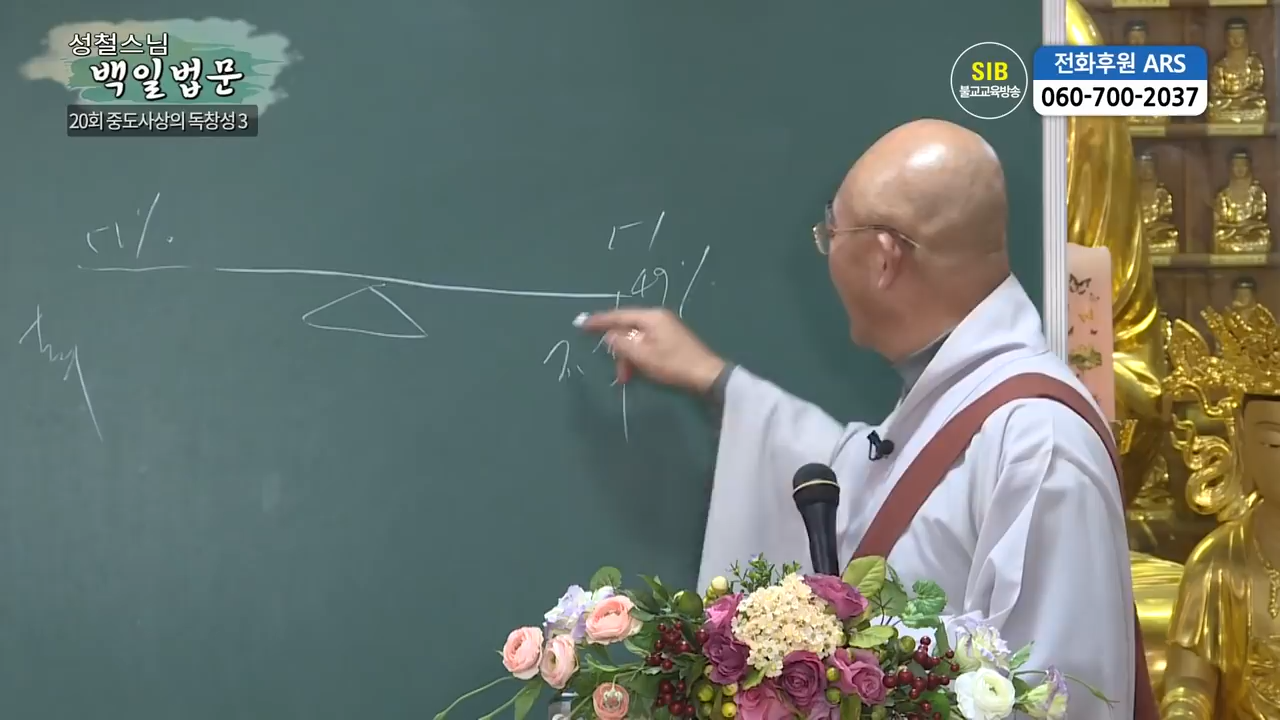 성철스님
백일법문
20회 중도사상의 독창성 3
SIB
불교교육방송
전화후원 ARS
060-700-2037
51%.
51
49%